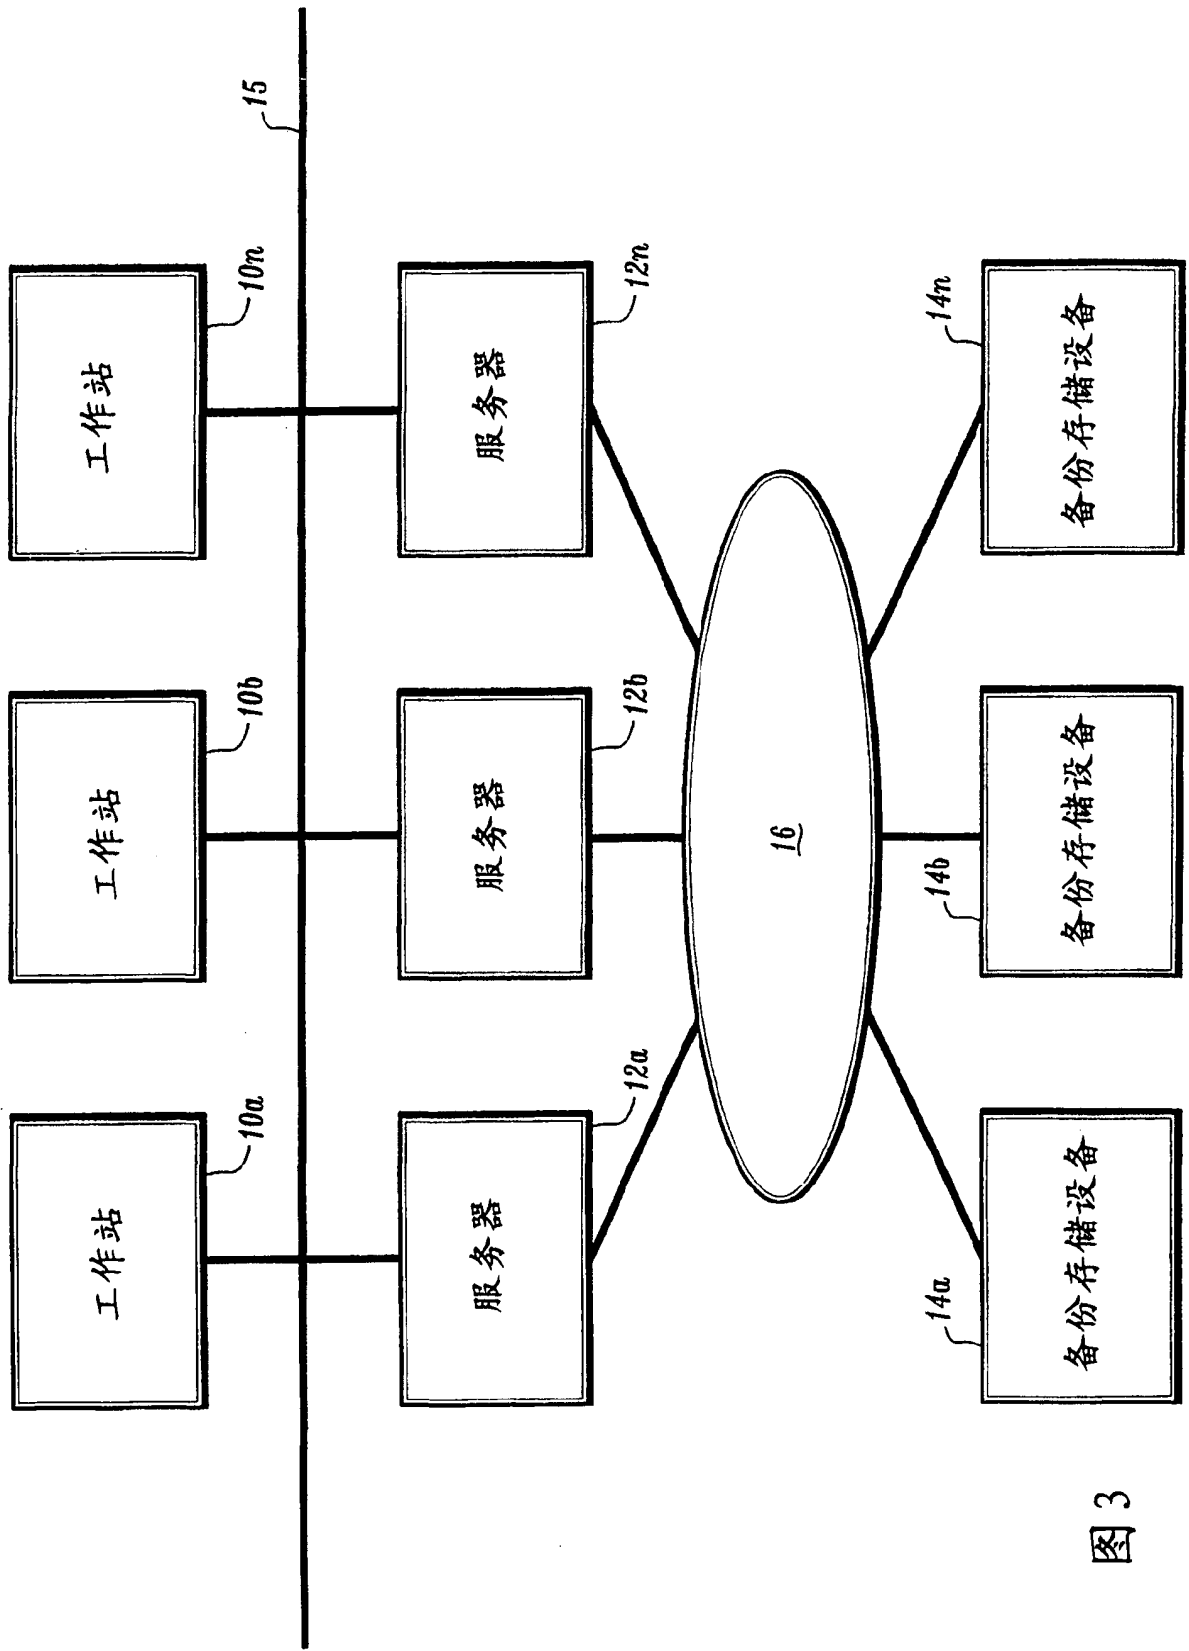 工作站
10a
工作站
10b
工作站
10n
15
服务器
12a
服务器
12b
服务器
12n
16
14a
备份存储设备
14b
备份存储设备
14n
备份存储设备
图3